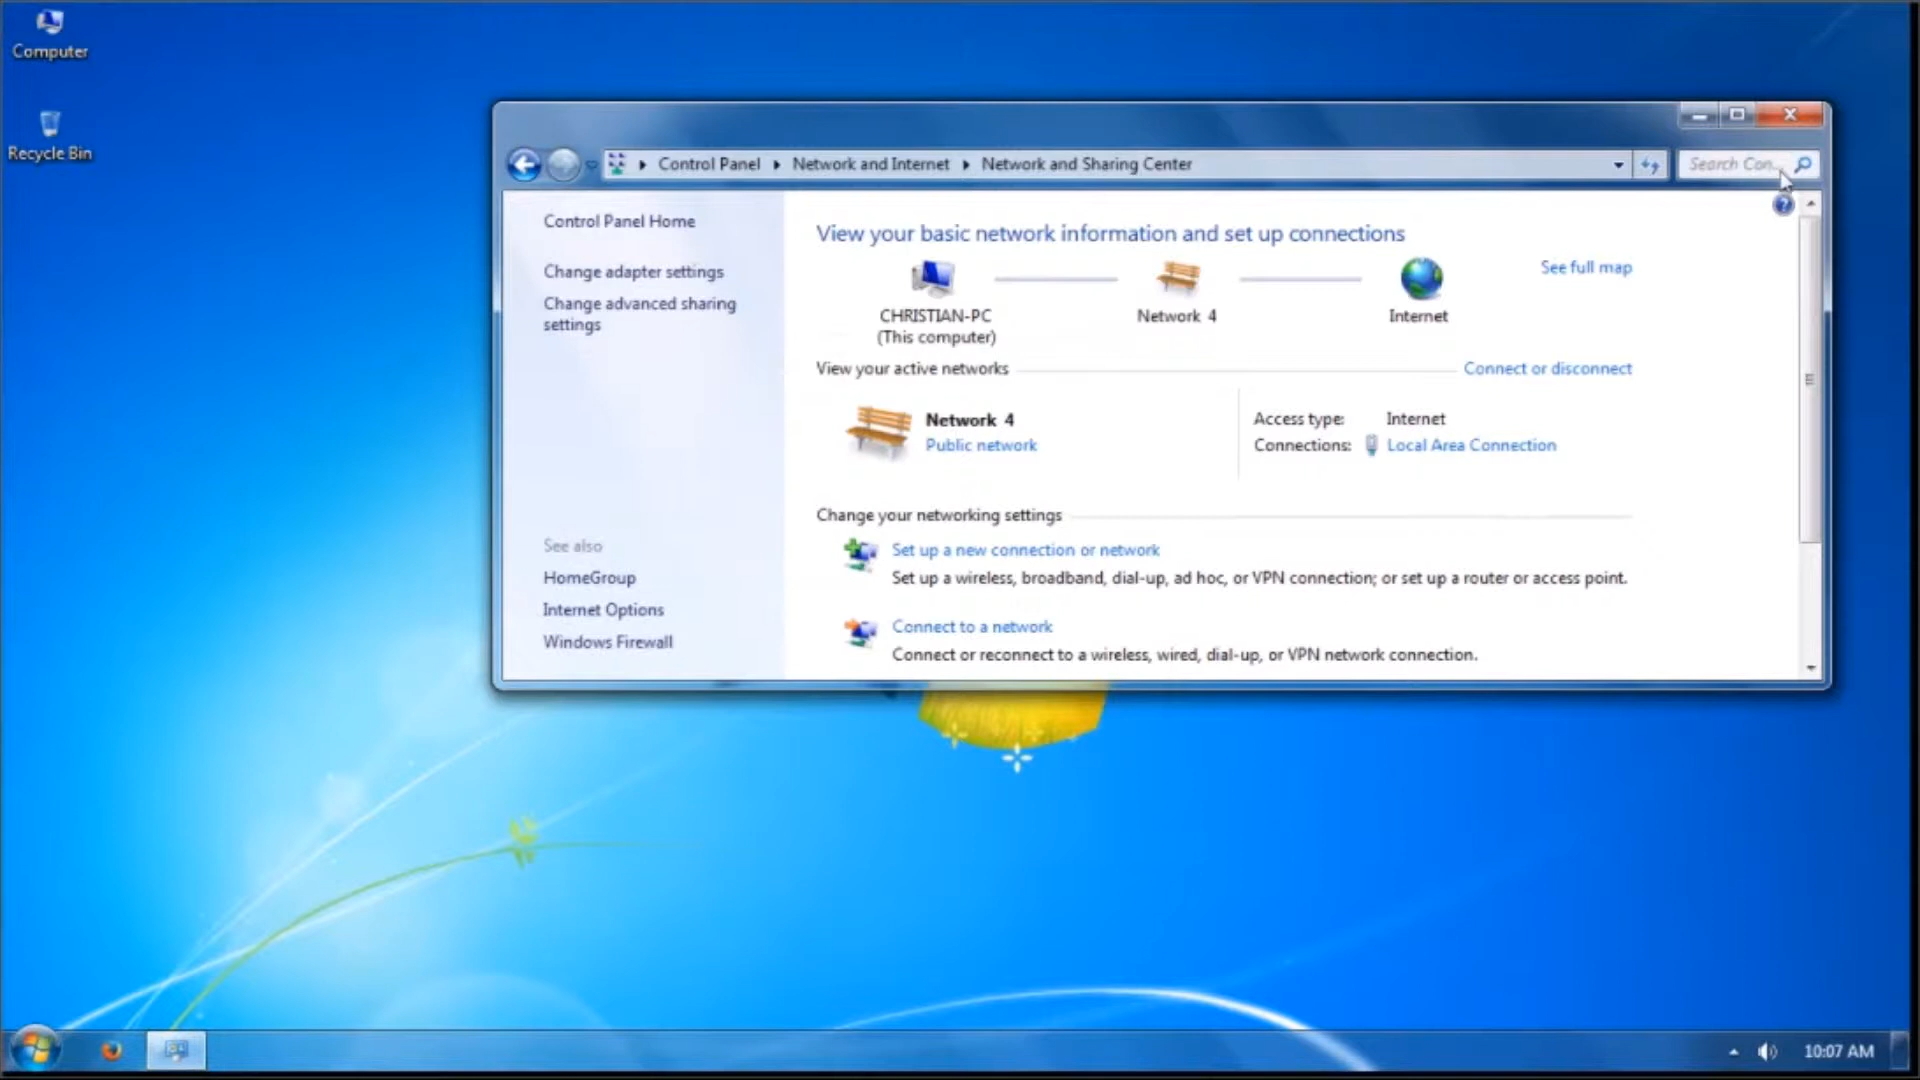 Computer
Recycle Bin
Control Panel
Network and Internet
Network and Sharing Center
Search Con...
Control Panel Home
Change adapter settings
Change advanced sharing
settings
See also
HomeGroup
Internet Options
Windows Firewall
View your basic network information and set up connections
See full map
CHRISTIAN-PC
(This computer)
Network 4
Internet
View your active networks
Connect or disconnect
Network 4
Public network
Access type: Internet
Connections: Local Area Connection
Change your networking settings
Set up a new connection or network
Set up a wireless, broadband, dial-up, ad hoc, or VPN connection; or set up a router or access point.
Connect to a network
Connect or reconnect to a wireless, wired, dial-up, or VPN network connection.
10:07 AM